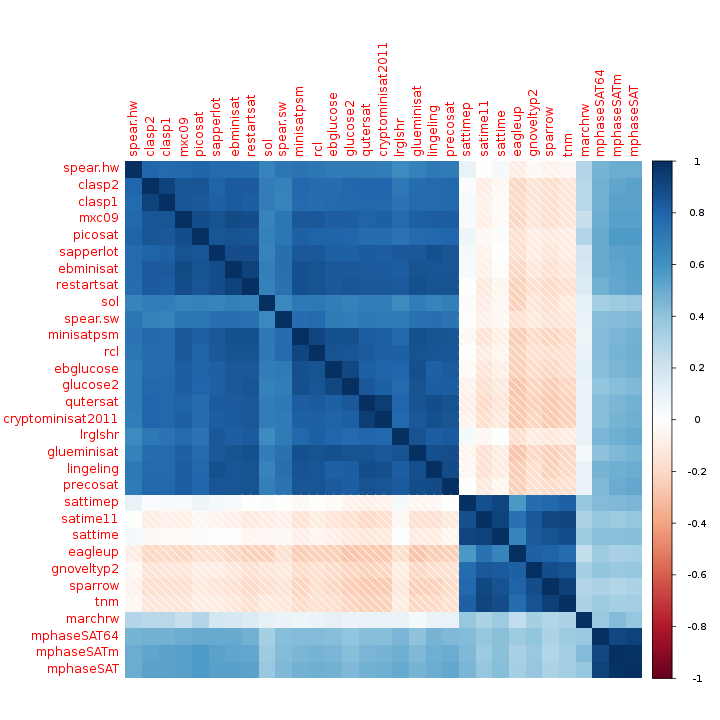 spear.hw
clasp2
clasp1
mxc09
picosat
sapperlot
ebminisat
restartsat
sol
spear.sw
minisatpsm
rcl
ebglucose
glucose2
qutersat
cryptominisat2011
lrglshr
glueminisat
lingeling
precosat
sattimep
satime11
sattime
eagleup
gnoveltyp2
sparrow
tnm
marchrw
mphaseSAT64
mphaseSATm
mphaseSAT
spear.hw
clasp2
clasp1
mxc09
picosat
sapperlot
ebminisat
restartsat
sol
spear.sw
minisatpsm
rcl
ebglucose
glucose2
qutersat
cryptominisat2011
lrglshr
glueminisat
lingeling
precosat
sattimep
satime11
sattime
eagleup
gnoveltyp2
sparrow
tnm
marchrw
mphaseSAT64
mphaseSATm
mphaseSAT
1
0.8
0.6
0.4
0.2
0
-0.2
-0.4
-0.6
-0.8
-1